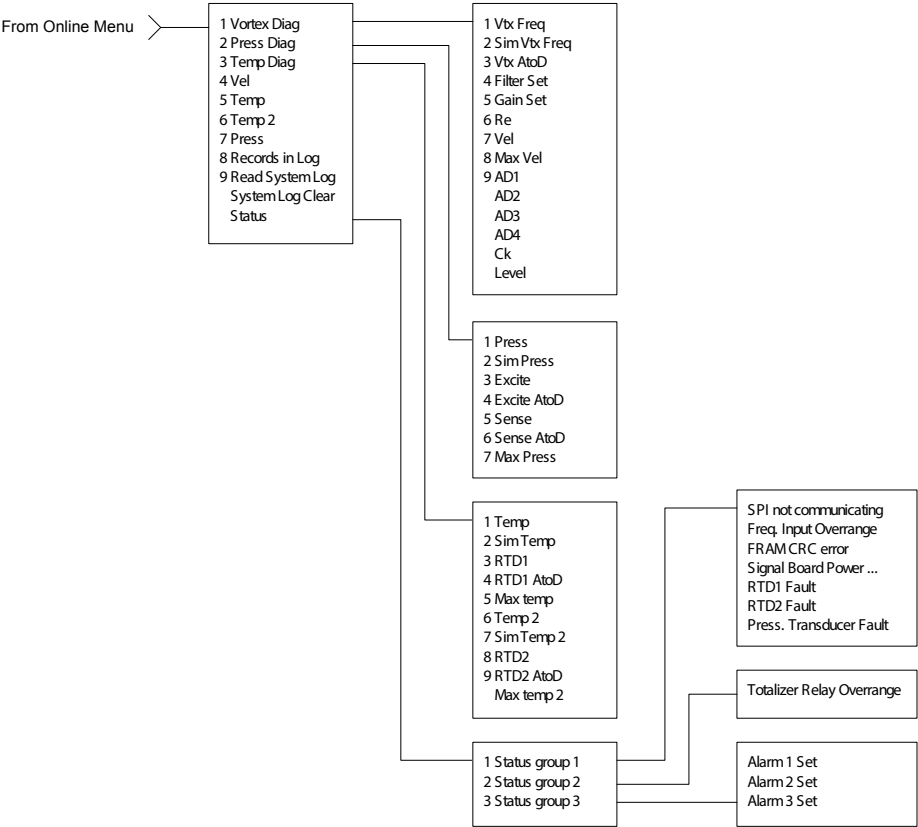 From Online Menu
1 Vortex Diag
2 Press Diag
3 Temp Diag
4 Vel
5 Temp
6 Temp 2
7 Press
8 Records in Log
9 Read System Log
System Log Clear
Status
1 Vtx Freq
2 Sim Vtx Freq
3 Vtx AtoD
4 Filter Set
5 Gain Set
6 Re
7 Vel
8 Max Vel
9 AD1
AD2
AD3
AD4
Ck
Level
1 Press
2 Sim Press
3 Excite
4 Excite AtoD
5 Sense
6 Sense AtoD
7 Max Press
1 Temp
2 Sim Temp
3 RTD1
4 RTD1 AtoD
5 Max temp
6 Temp 2
7 Sim Temp 2
8 RTD2
9 RTD2 AtoD
Max temp 2
1 Status group 1
2 Status group 2
3 Status group 3
SPI not communicating
Freq. Input Overrange
FRAM CRC error
Signal Board Power ...
RTD1 Fault
RTD2 Fault
Press. Transducer Fault
Totalizer Relay Overrange
Alarm 1 Set
Alarm 2 Set
Alarm 3 Set